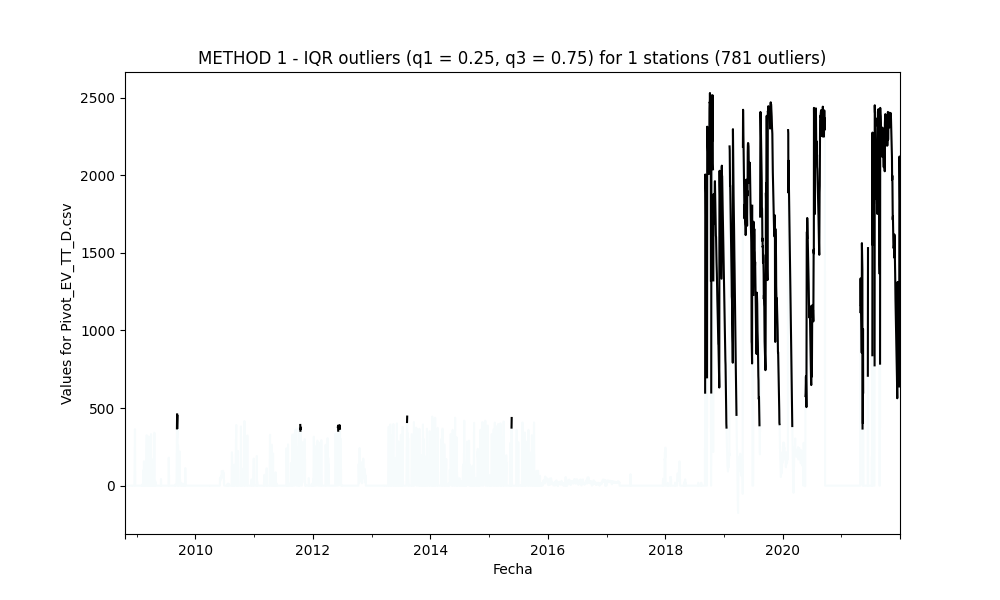 METHOD 1 - IQR outliers (q1 = 0.25, q3 = 0.75) for 1 stations (781 outliers)
Values for Pivot_EV_TT_D.csv
2500
2000
1500
1000
500
0
2010 2012 2014 2016 2018 2020
Fecha